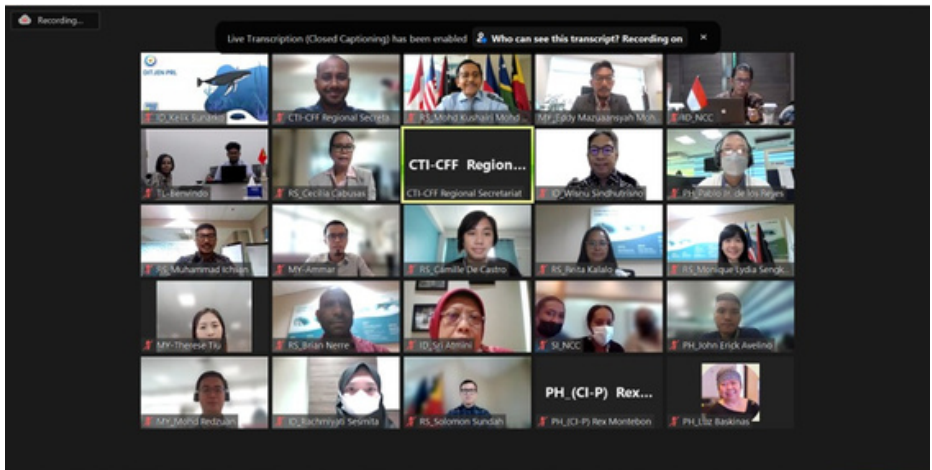 Recording...
Live Transcription (Closed Captioning) has been enabled Who can see this transcript? Recording on ×
DITJEN PRL
ID_Kelik Sunarko
CTI-CFF Regional Secreta
RS_Mohd Kushairi Mohd
MY_Eddy Mazuaansyah Moh...
ID_NCC
TL-Benvindo
RS_Cecilia Cabusas
CTI-CFF Region...
CTI-CFF Regional Secretariat
ID_Wisnu Sindhutrisno
PH_Pablo Jr. de los Reyes
RS_Muhammad Ichsan
MY-Ammar
RS_Camille De Castro
RS_Reita Kalalo
RS_Monique Lydia Sengk...
MY-Therese Tiu
RS_Brian Nerre
ID_Sri Atmini
SI_NCC
PH_John Erick Avelino
MY_Mohd Redzuan
ID_Rachmiyati Sesmita
RS_Solomon Sundah
PH_(CI-P) Rex...
PH_(CI-P) Rex Montebon
PH_Luz Baskinas